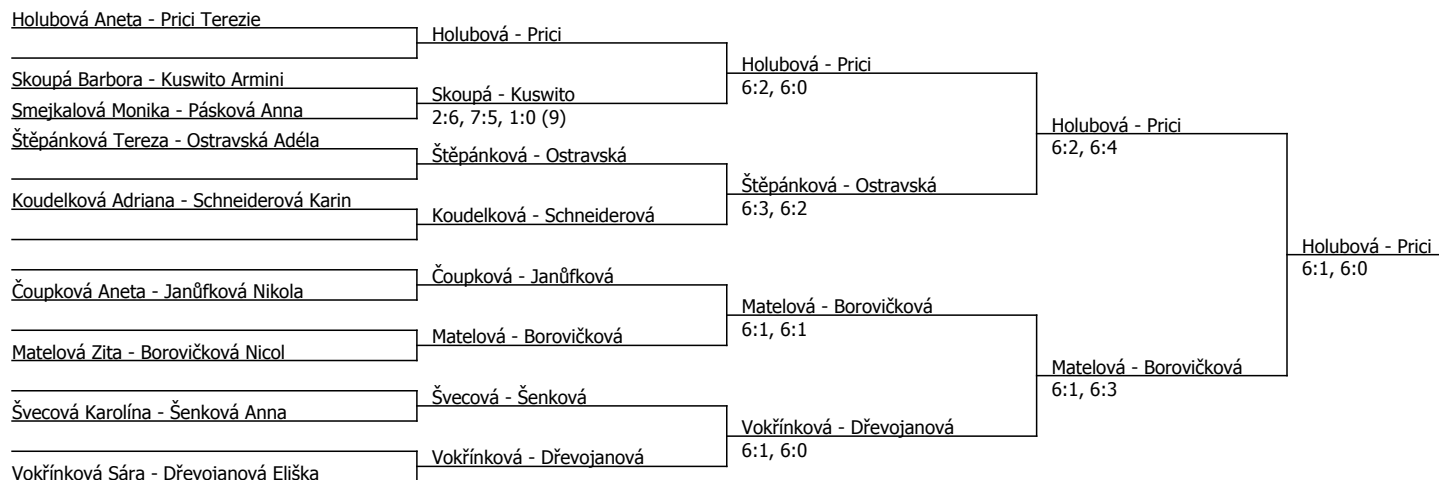 Holubová Aneta - Prici Terezie
Skoupá Barbora - Kuswito Armini
Smejkalová Monika - Pásková Anna
Štěpánková Tereza - Ostravská Adéla
Koudelková Adriana - Schneiderová Karin
Čoupková Aneta - Janůfková Nikola
Matelová Zita - Borovičková Nicol
Švecová Karolína - Šenková Anna
Vokřínková Sára - Dřevojanová Eliška
Holubová - Prici
Skoupá - Kuswito
2:6, 7:5, 1:0 (9)
Štěpánková - Ostravská
Koudelková - Schneiderová
Čoupková - Janůfková
Matelová - Borovičková
Švecová - Šenková
Vokřínková - Dřevojanová
Holubová - Prici
6:2, 6:0
Štěpánková - Ostravská
6:3, 6:2
Matelová - Borovičková
6:1, 6:1
Vokřínková - Dřevojanová
6:1, 6:0
Holubová - Prici
6:2, 6:4
Matelová - Borovičková
6:1, 6:3
Holubová - Prici
6:1, 6:0